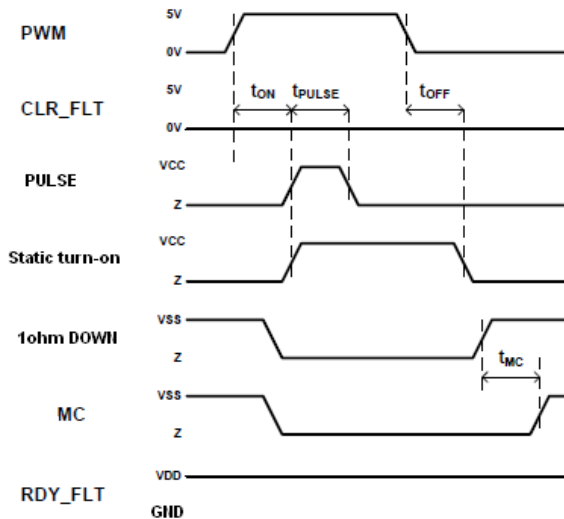 PWM
5V
0V
CLR_FLT
5V
0V
tON
tPULSE
tOFF
PULSE
VCC
Z
Static turn-on
VCC
Z
1ohm DOWN
VSS
Z
tMC
MC
VSS
Z
RDY_FLT
VDD
GND